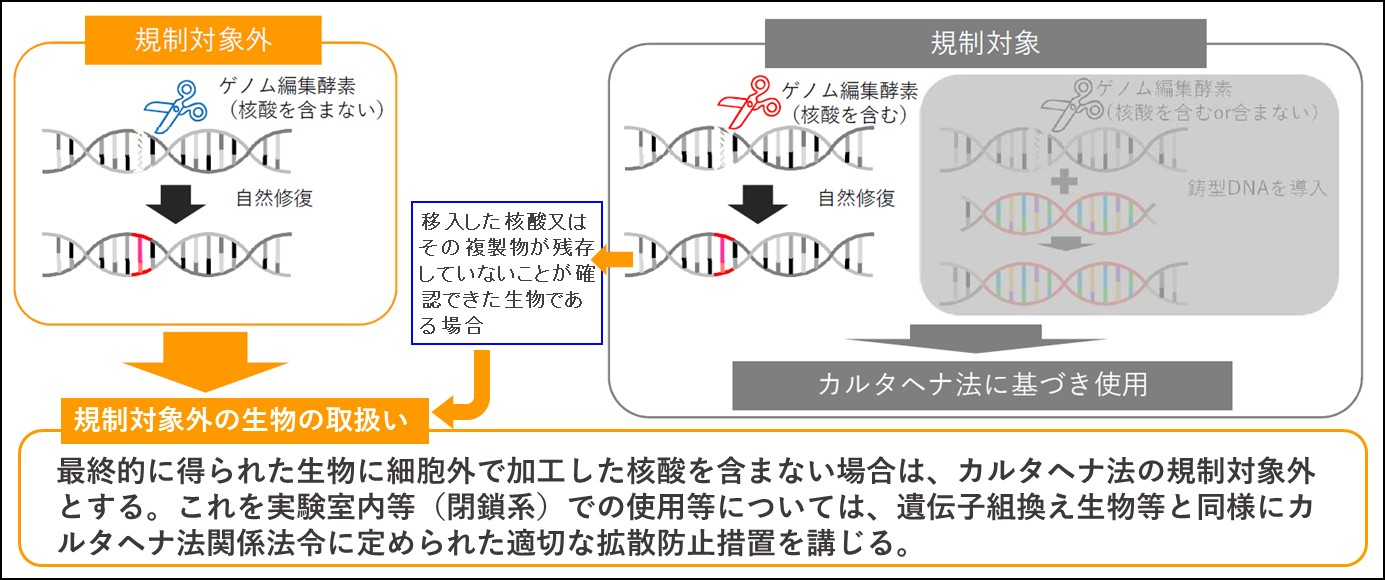 規制対象外
ゲノム編集酵素
（核酸を含まない）
自然修復
規制対象
ゲノム編集酵素
（核酸を含む）
自然修復
ゲノム編集酵素
（核酸を含むor含まない）
鋳型DNAを導入
移入した核酸又は
その複製物が残存
していないことが確
認できた生物であ
る場合
カルタヘナ法に基づき使用
規制対象外の生物の取扱い
最終的に得られた生物に細胞外で加工した核酸を含まない場合は、カルタヘナ法の規制対象外
とする。これを実験室内等（閉鎖系）での使用等については、遺伝子組換え生物等と同様にカ
ルタヘナ法関係法令に定められた適切な拡散防止措置を講じる。